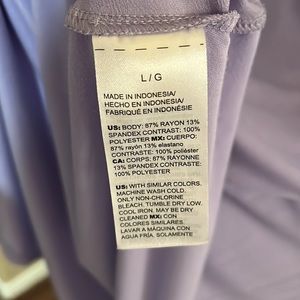 L/G
MADE IN INDONESIA/
HECHO EN INDONESIA/
FABRIQUÉ EN INDONÉSIE
US: BODY: 87% RAYON 13%
SPANDEX CONTRAST: 100%
POLYESTER MX: CUERPO:
87% rayón 13% elastano
CONTRAST: 100% poliéster
CA: CORPS: 87% RAYONNE
13% SPANDEX CONTRASTE:
100% POLYESTER
US: WITH SIMILAR COLORS.
MACHINE WASH COLD.
ONLY NON-CHLORINE
BLEACH. TUMBLE DRY LOW.
COOL IRON. MAY BE DRY
CLEANED MX: CON
COLORES SIMILARES.
LAVAR A MÁQUINA CON
AGUA FRÍA. SOLAMENTE